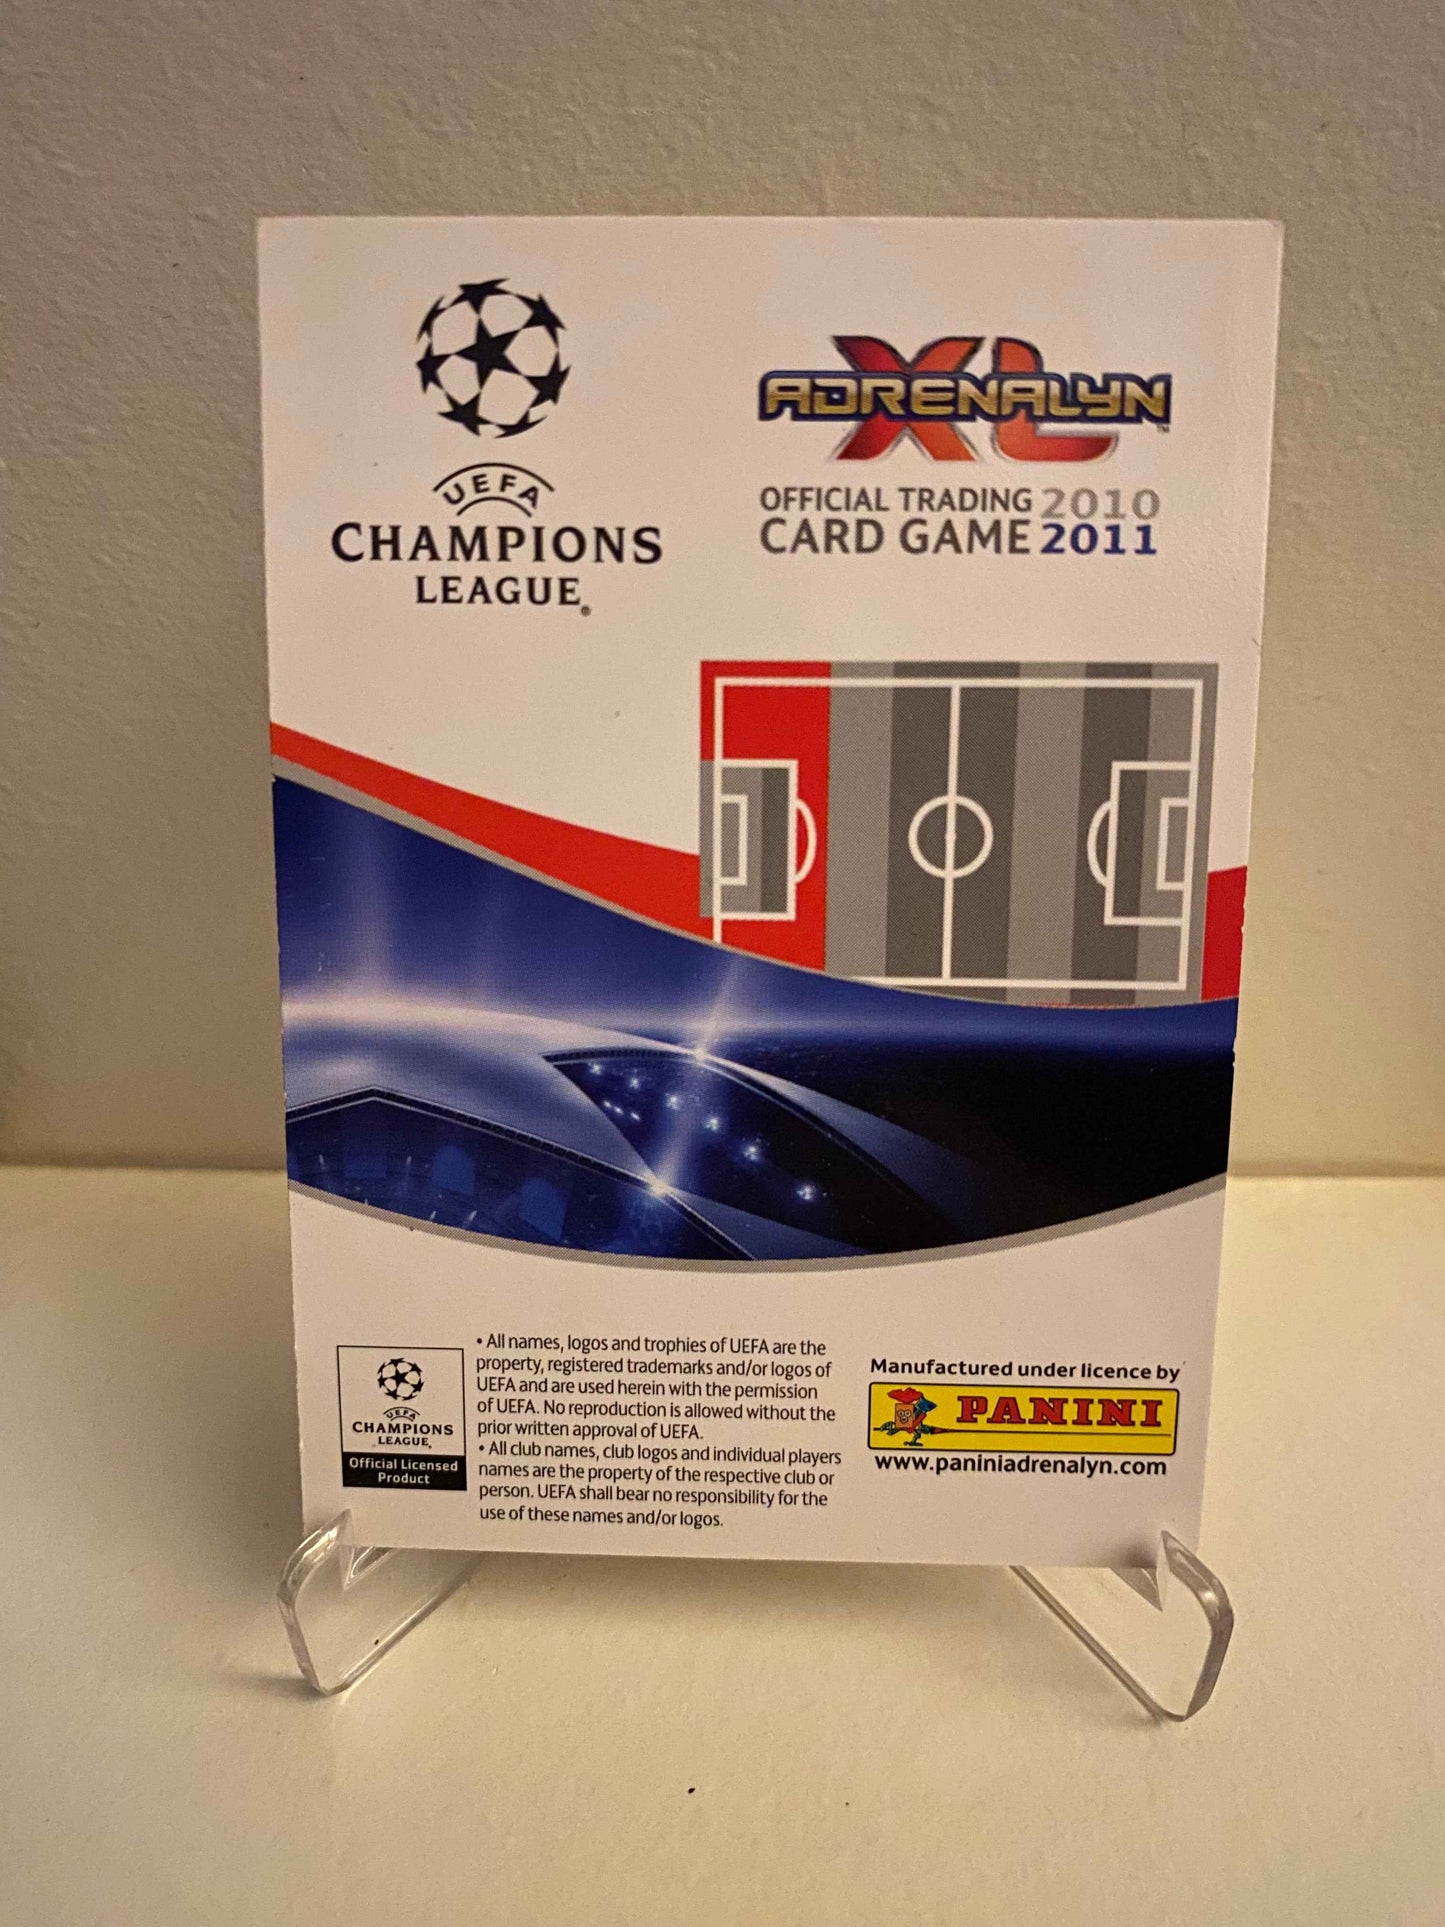 UEFA
CHAMPIONS
LEAGUE®
XL
ADRENALYN™
OFFICIAL TRADING 2010
CARD GAME 2011
UEFA
CHAMPIONS
LEAGUE
Official Licensed
Product
• All names, logos and trophies of UEFA are the
property, registered trademarks and/or logos of
UEFA and are used herein with the permission
of UEFA. No reproduction is allowed without the
prior written approval of UEFA.
• All club names, club logos and individual players
names are the property of the respective club or
person. UEFA shall bear no responsibility for the
use of these names and/or logos.
Manufactured under licence by
PANINI
www.paniniadrenalyn.com